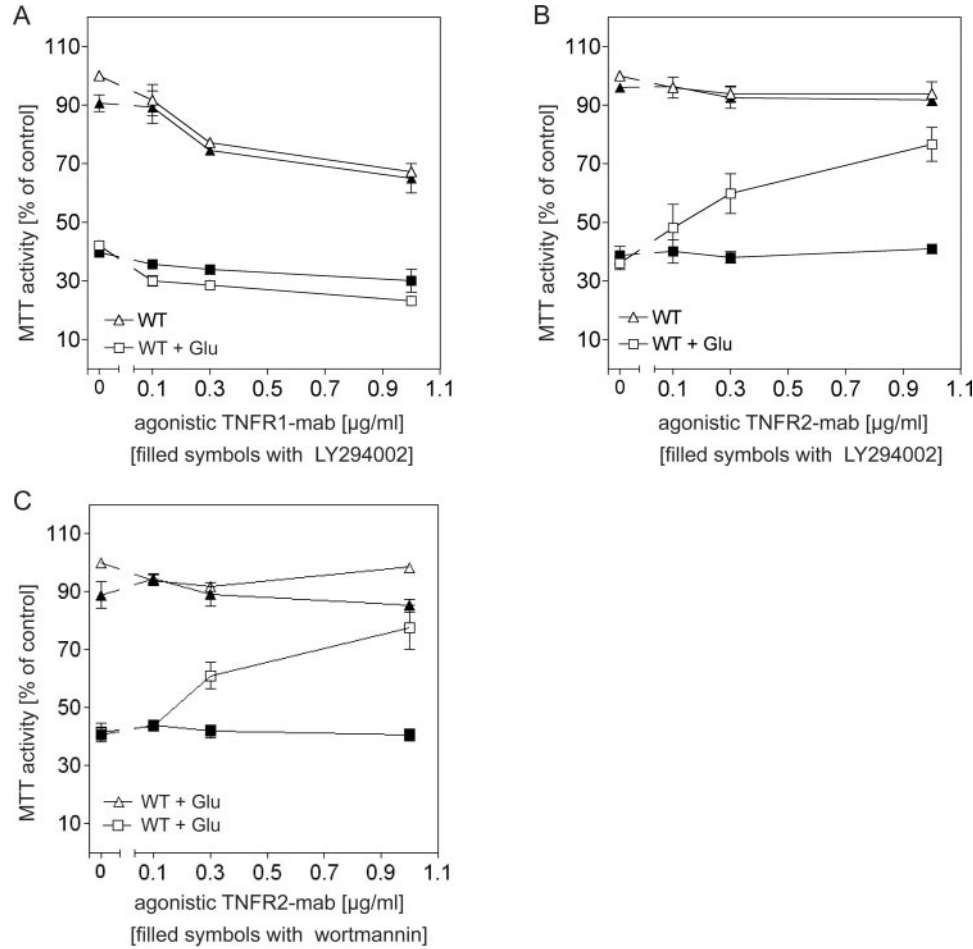 A
MTT activity [% of control]
110
90
70
50
30
10
WT
WT + Glu
0 0.1 0.3 0.5 0.7 0.9 1.1
agonistic TNFR1-mab [µg/ml]
[filled symbols with LY294002]
B
MTT activity [% of control]
110
90
70
50
30
10
WT
WT + Glu
0 0.1 0.3 0.5 0.7 0.9 1.1
agonistic TNFR2-mab [µg/ml]
[filled symbols with LY294002]
C
MTT activity [% of control]
110
90
70
50
30
10
WT + Glu
WT + Glu
0 0.1 0.3 0.5 0.7 0.9 1.1
agonistic TNFR2-mab [µg/ml]
[filled symbols with wortmannin]